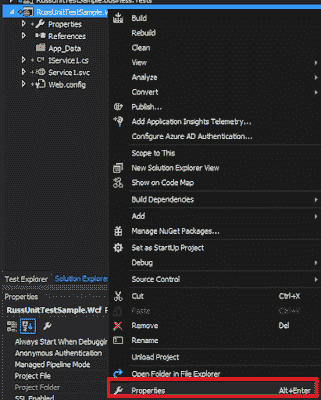 RussUnitTestSample.Business.Tests
RussUnitTestSample.W
Properties
References
App_Data
IService1.cs
Service1.svc
Web.config
Build
Rebuild
Clean
View
Analyze
Convert
Publish...
Add Application Insights Telemetry...
Configure Azure AD Authentication...
Scope to This
New Solution Explorer View
Show on Code Map
Build Dependencies
Add
Manage NuGet Packages...
Set as StartUp Project
Debug
Source Control
Cut Ctrl+X
Paste Ctrl+V
Remove Del
Rename
Unload Project
Open Folder in File Explorer
Properties Alt+Enter
Test Explorer Solution Explorer
Properties
RussUnitTestSample.Wcf P
Always Start When Debugging
Anonymous Authentication
Managed Pipeline Mode
Project File
Project Folder
SSL Enabled